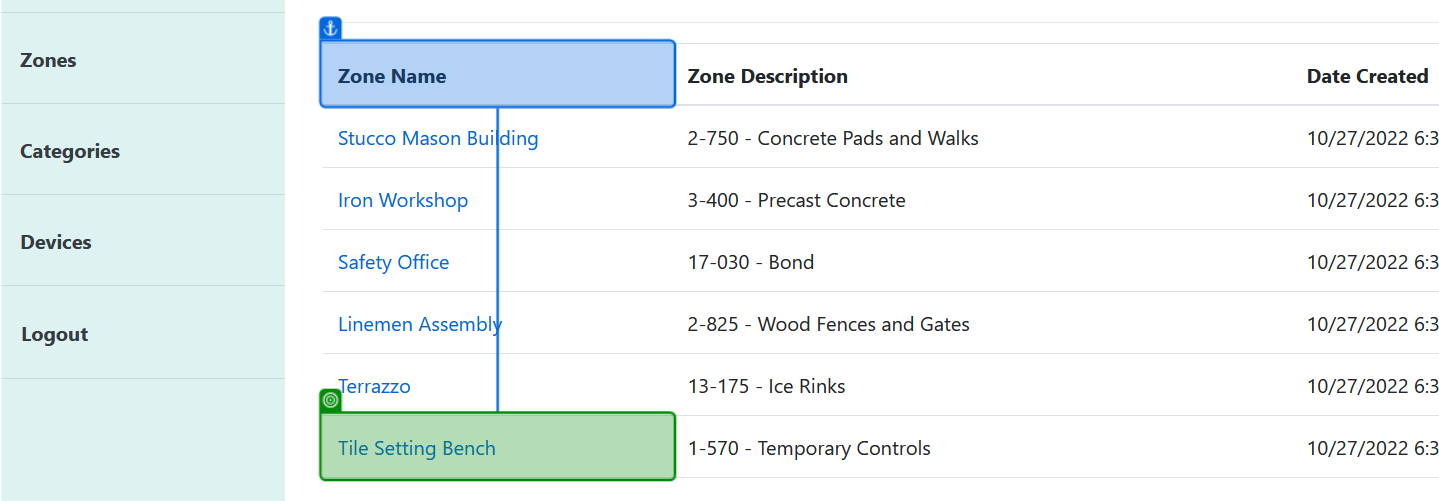 Zones
Categories
Devices
Logout
Zone Name Zone Description Date Created
Stucco Mason Building 2-750 - Concrete Pads and Walks 10/27/2022 6:3
Iron Workshop 3-400 - Precast Concrete 10/27/2022 6:3
Safety Office 17-030 - Bond 10/27/2022 6:3
Linemen Assembly 2-825 - Wood Fences and Gates 10/27/2022 6:3
Terrazzo 13-175 - Ice Rinks 10/27/2022 6:3
Tile Setting Bench 1-570 - Temporary Controls 10/27/2022 6:3